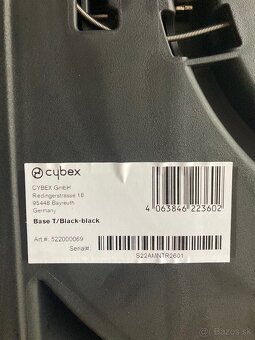 cybex
CYBEX GmbH
Riedingerstrasse 18
95448 Bayreuth
Germany
Base T/Black-black
4 063846 223602
Art.#: 522000069
Serial#:
S22AMNTR2601
bazos.sk